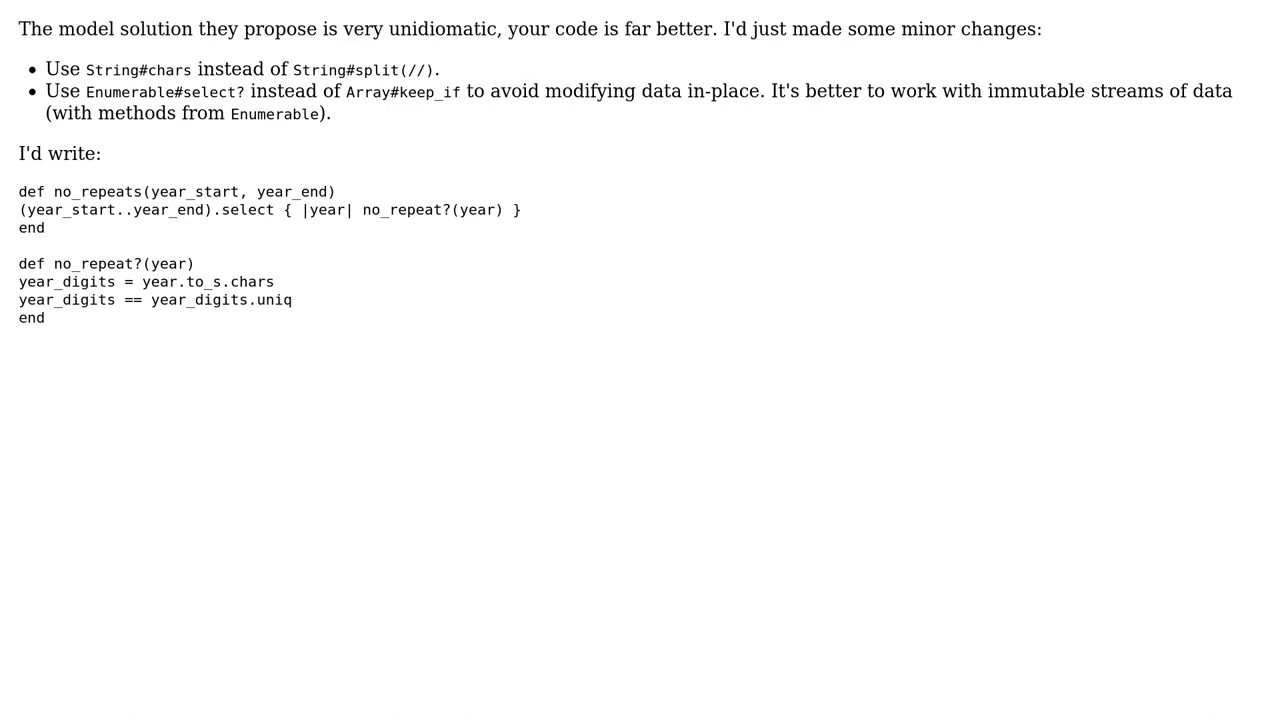 The model solution they propose is very unidiomatic, your code is far better. I'd just made some minor changes:
• Use String#chars instead of String#split(//).
• Use Enumerable#select? instead of Array#keep_if to avoid modifying data in-place. It's better to work with immutable streams of data
(with methods from Enumerable).
I'd write:
def no_repeats(year_start, year_end)
(year_start..year_end).select { |year| no_repeat?(year) }
end
def no_repeat?(year)
year_digits = year.to_s.chars
year_digits == year_digits.uniq
end